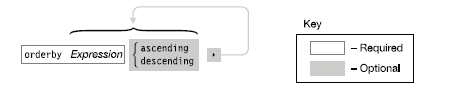 Key
– Required
– Optional
orderby Expression { ascending
descending ,